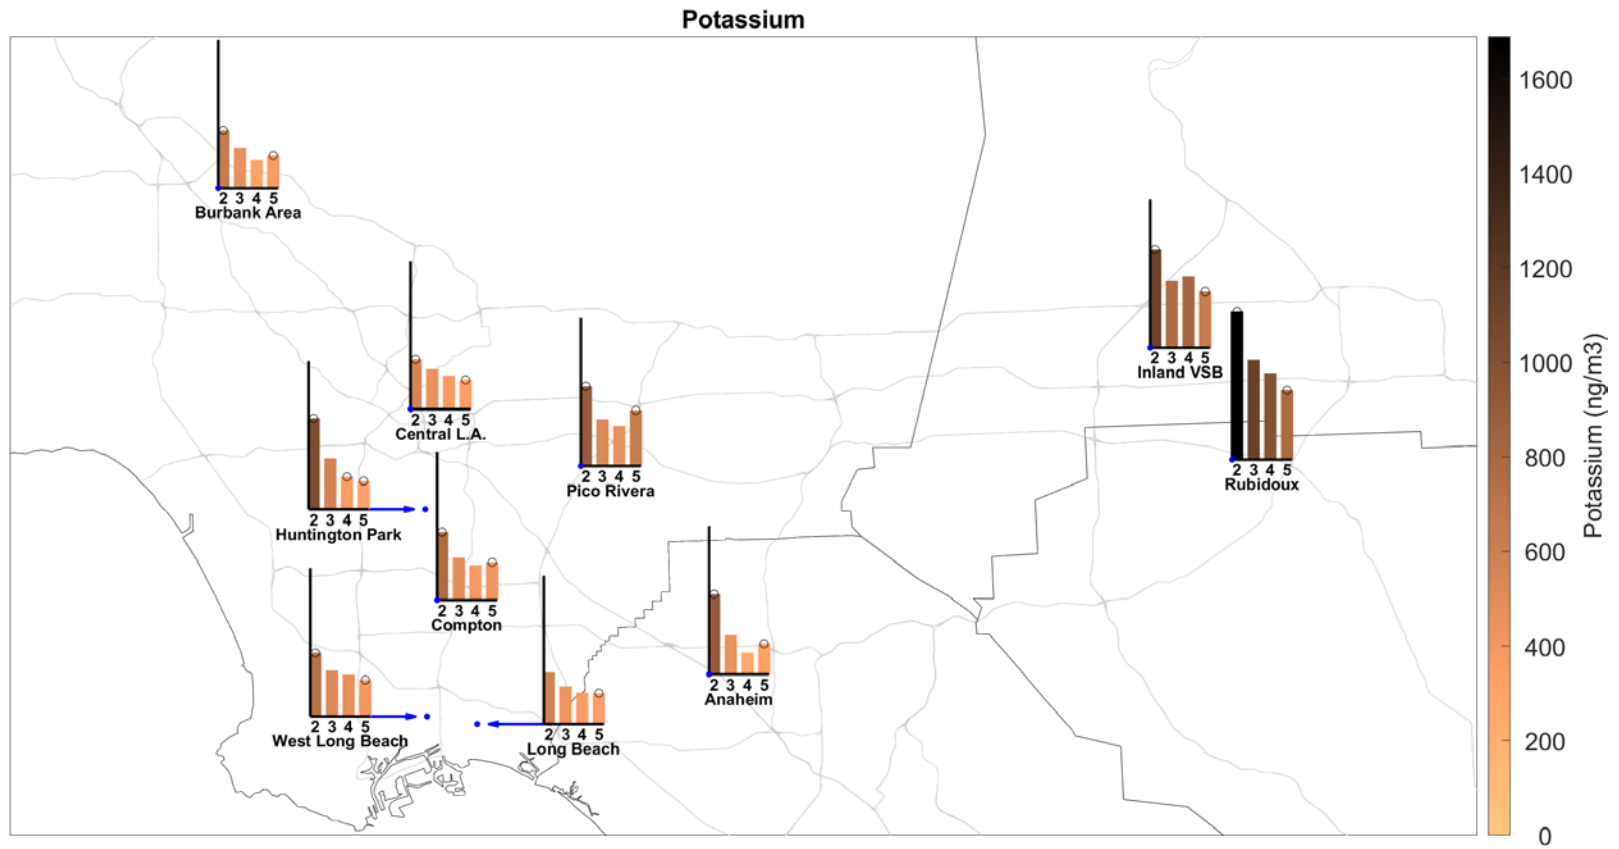 Potassium
2 3 4 5
Burbank Area
2 3 4 5
Inland VSB
2 3 4 5
Central L.A.
2 3 4 5
Pico Rivera
2 3 4 5
Rubidoux
2 3 4 5
Huntington Park
2 3 4 5
Compton
2 3 4 5
Anaheim
2 3 4 5
West Long Beach
2 3 4 5
Long Beach
1600
1400
1200
1000
800
600
400
200
0
Potassium (ng/m3)